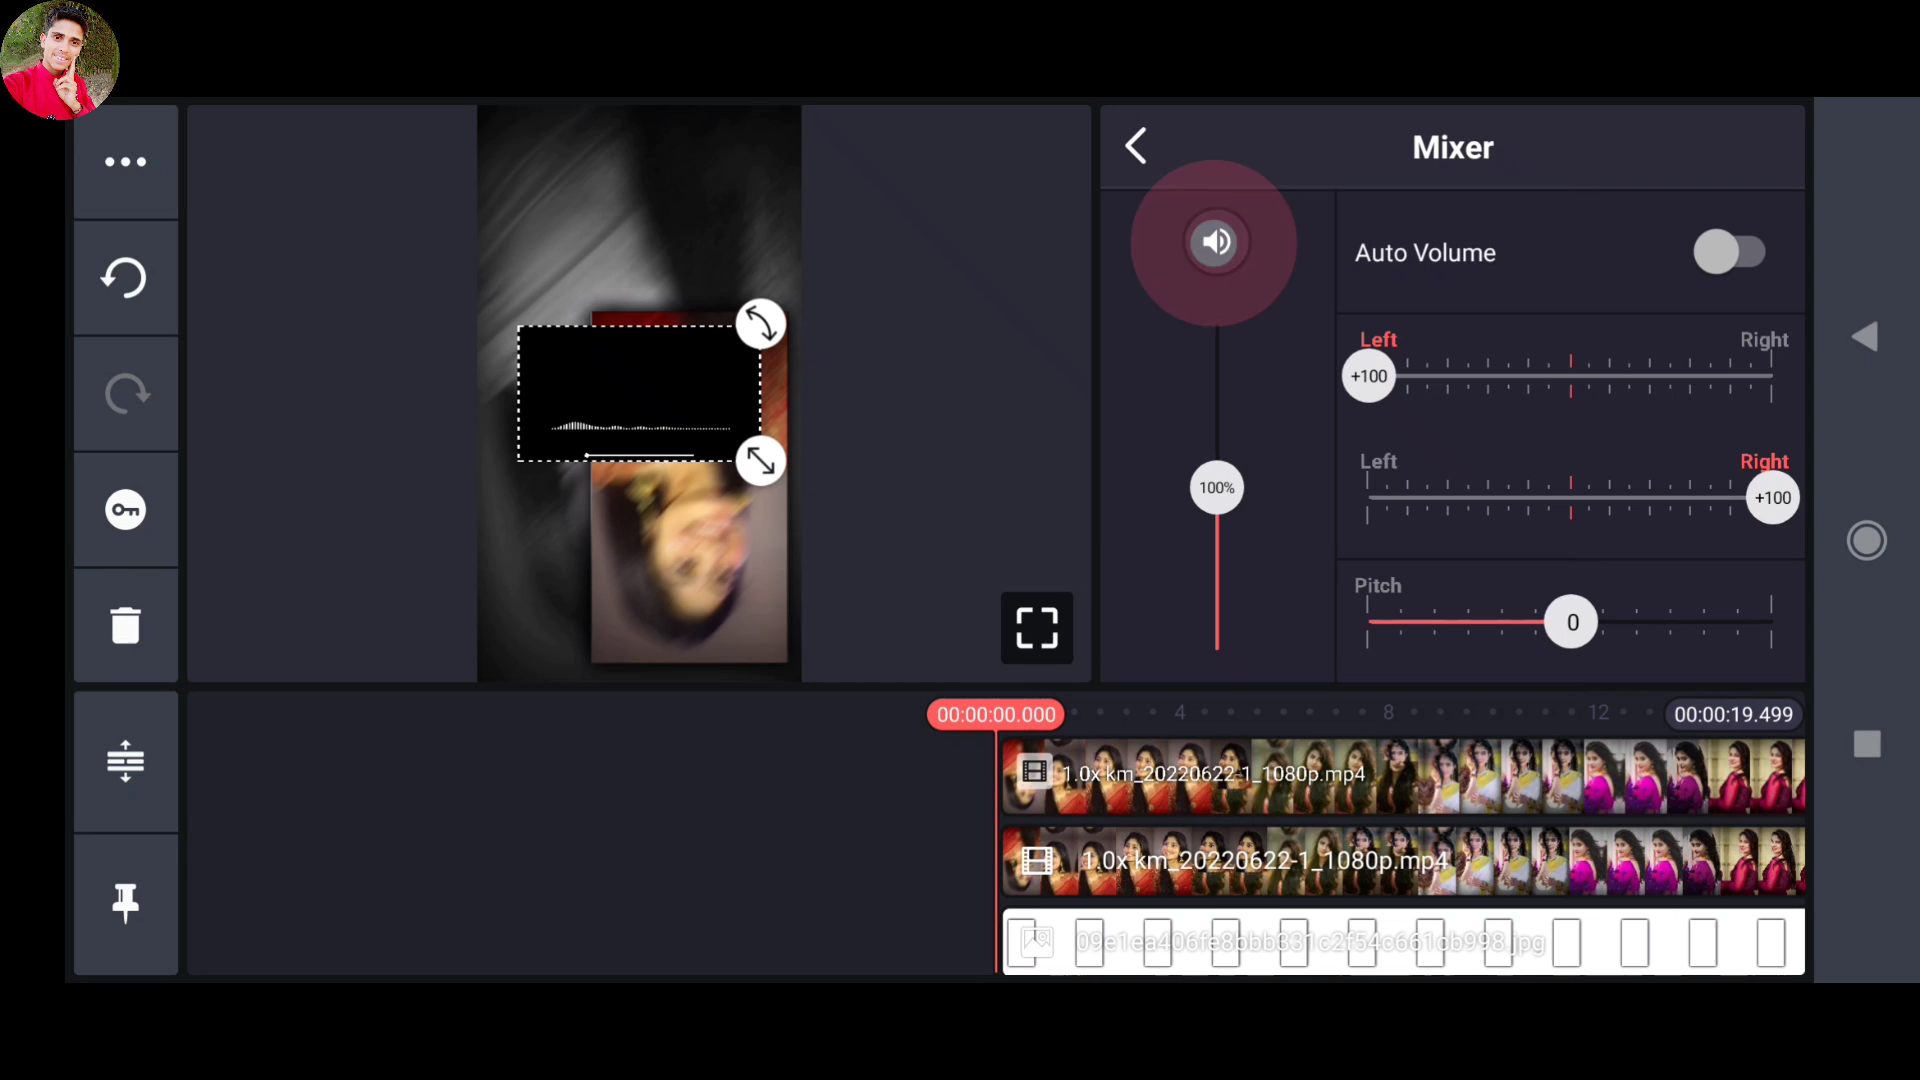 Mixer
Auto Volume
Left Right
+100
Left Right
+100
100%
Pitch
0
00:00:00.000 4 8 12 00:00:19.499
1.0x km_20220622-1_1080p.mp4
1.0x km_20220622-1_1080p.mp4
09e1ea406fe8bbb331c2f54c661db998.jpg